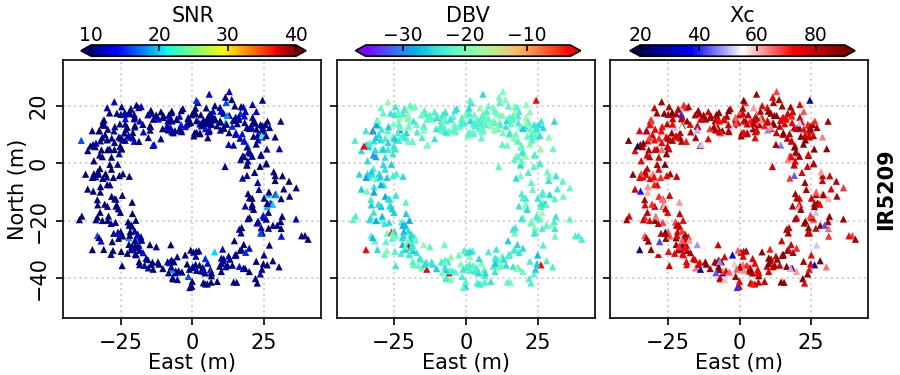 SNR DBV Xc
10 20 30 40 −30 −20 −10 20 40 60 80
20
0
−20
−40
North (m)
IR5209
−25 0 25 −25 0 25 −25 0 25
East (m) East (m) East (m)